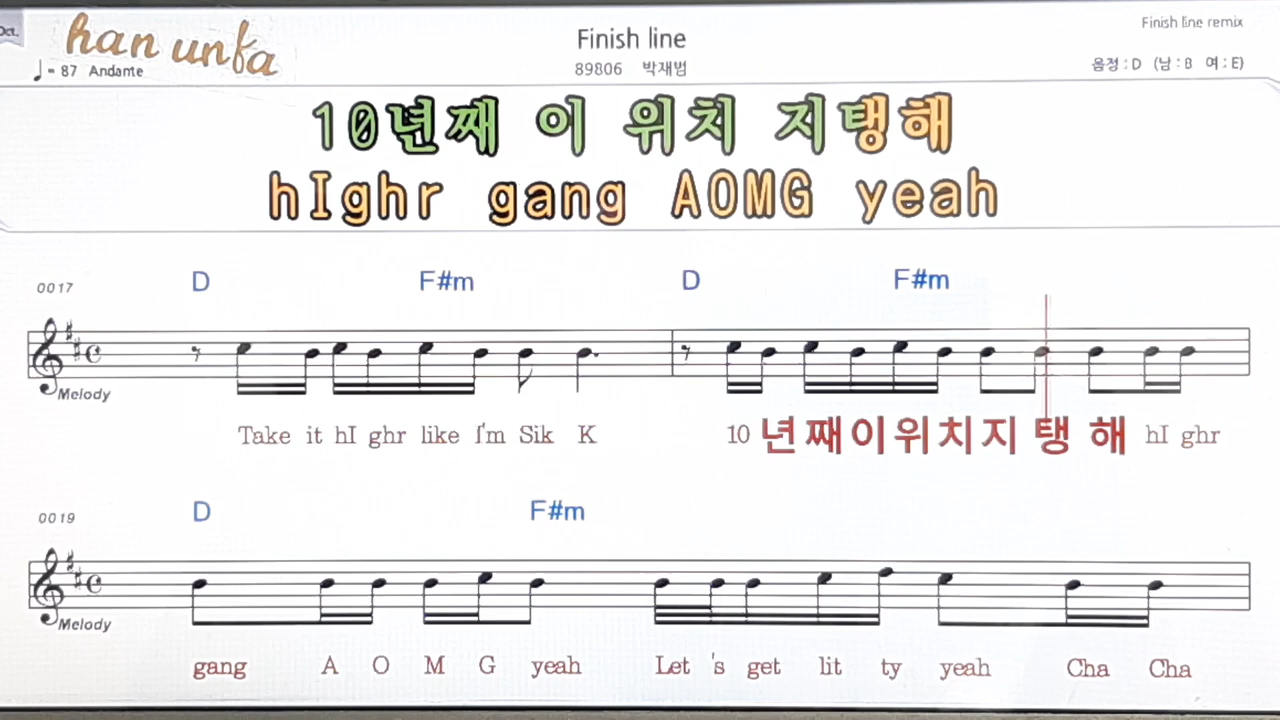 Oct.
han unfa
Finish line
Finish line remix
♩= 87 Andante
89806 박재범
음정 : D (남 : B 여 : E)
10년째 이 위치 지탱해
hIghr gang AOMG yeah
D F#m D F#m
0017
Melody
Take it hI ghr like I'm Sik K 10 년 째 이 위 치 지 탱 해 hI ghr
D F#m
0019
Melody
gang A O M G yeah Let 's get lit ty yeah Cha Cha